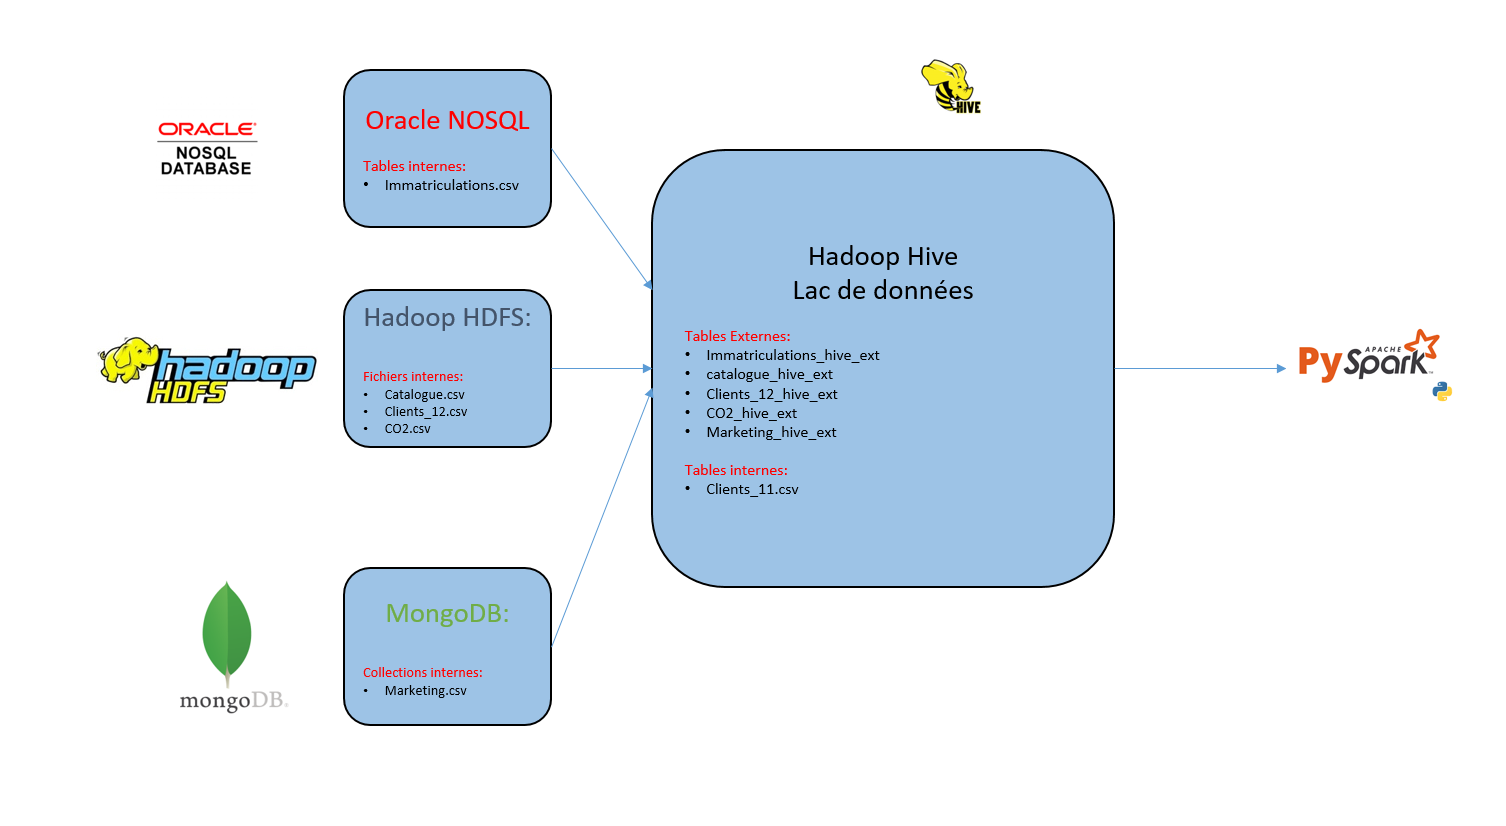 ORACLE
NOSQL
DATABASE
Oracle NOSQL
Tables internes:
• Immatriculations.csv
hadoop
HDFS
Hadoop HDFS:
Fichiers internes:
• Catalogue.csv
• Clients_12.csv
• CO2.csv
mongoDB
MongoDB:
Collections internes:
• Marketing.csv
HIVE
Hadoop Hive
Lac de données
Tables Externes:
• Immatriculations_hive_ext
• catalogue_hive_ext
• Clients_12_hive_ext
• CO2_hive_ext
• Marketing_hive_ext
Tables internes:
• Clients_11.csv
APACHE
PySpark